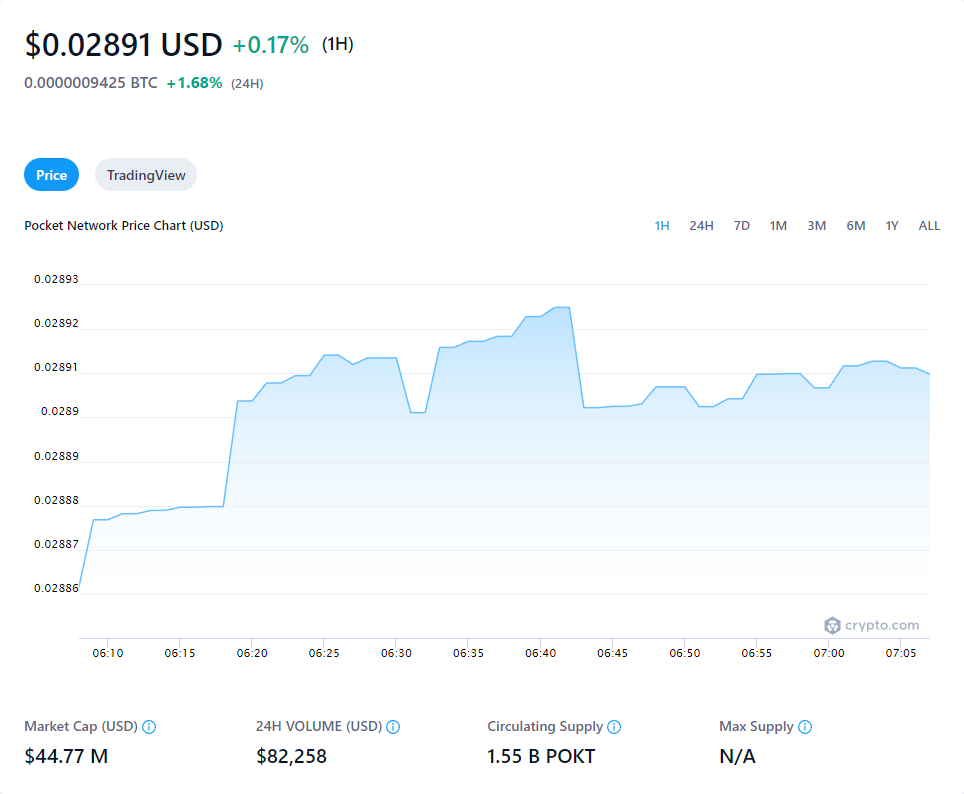 $0.02891 USD +0.17% (1H)
0.0000009425 BTC +1.68% (24H)
Price TradingView
Pocket Network Price Chart (USD)
1H 24H 7D 1M 3M 6M 1Y ALL
0.02893
0.02892
0.02891
0.0289
0.02889
0.02888
0.02887
0.02886
crypto.com
06:10 06:15 06:20 06:25 06:30 06:35 06:40 06:45 06:50 06:55 07:00 07:05
Market Cap (USD) 24H VOLUME (USD) Circulating Supply Max Supply
$44.77 M $82,258 1.55 B POKT N/A